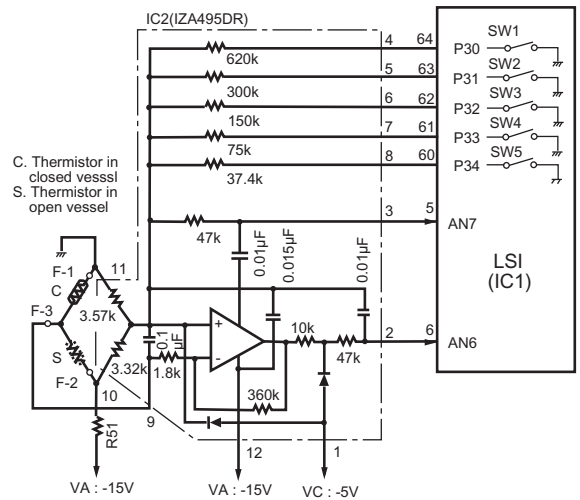 IC2(IZA495DR)
620k 4 64 P30 SW1
300k 5 63 P31 SW2
150k 6 62 P32 SW3
75k 7 61 P33 SW4
37.4k 8 60 P34 SW5
C. Thermistor in
closed vesssl
S. Thermistor in
open vessel
47k 3 5 AN7
0.01µF
0.015µF
0.01µF
LSI
(IC1)
F-1
11
C
F-3
3.57k
S
F-2
3.32k
10
9
0.1
µF
1.8k
+
-
10k
47k
2 6 AN6
360k
R51
12
1
VA : -15V
VA : -15V
VC : -5V